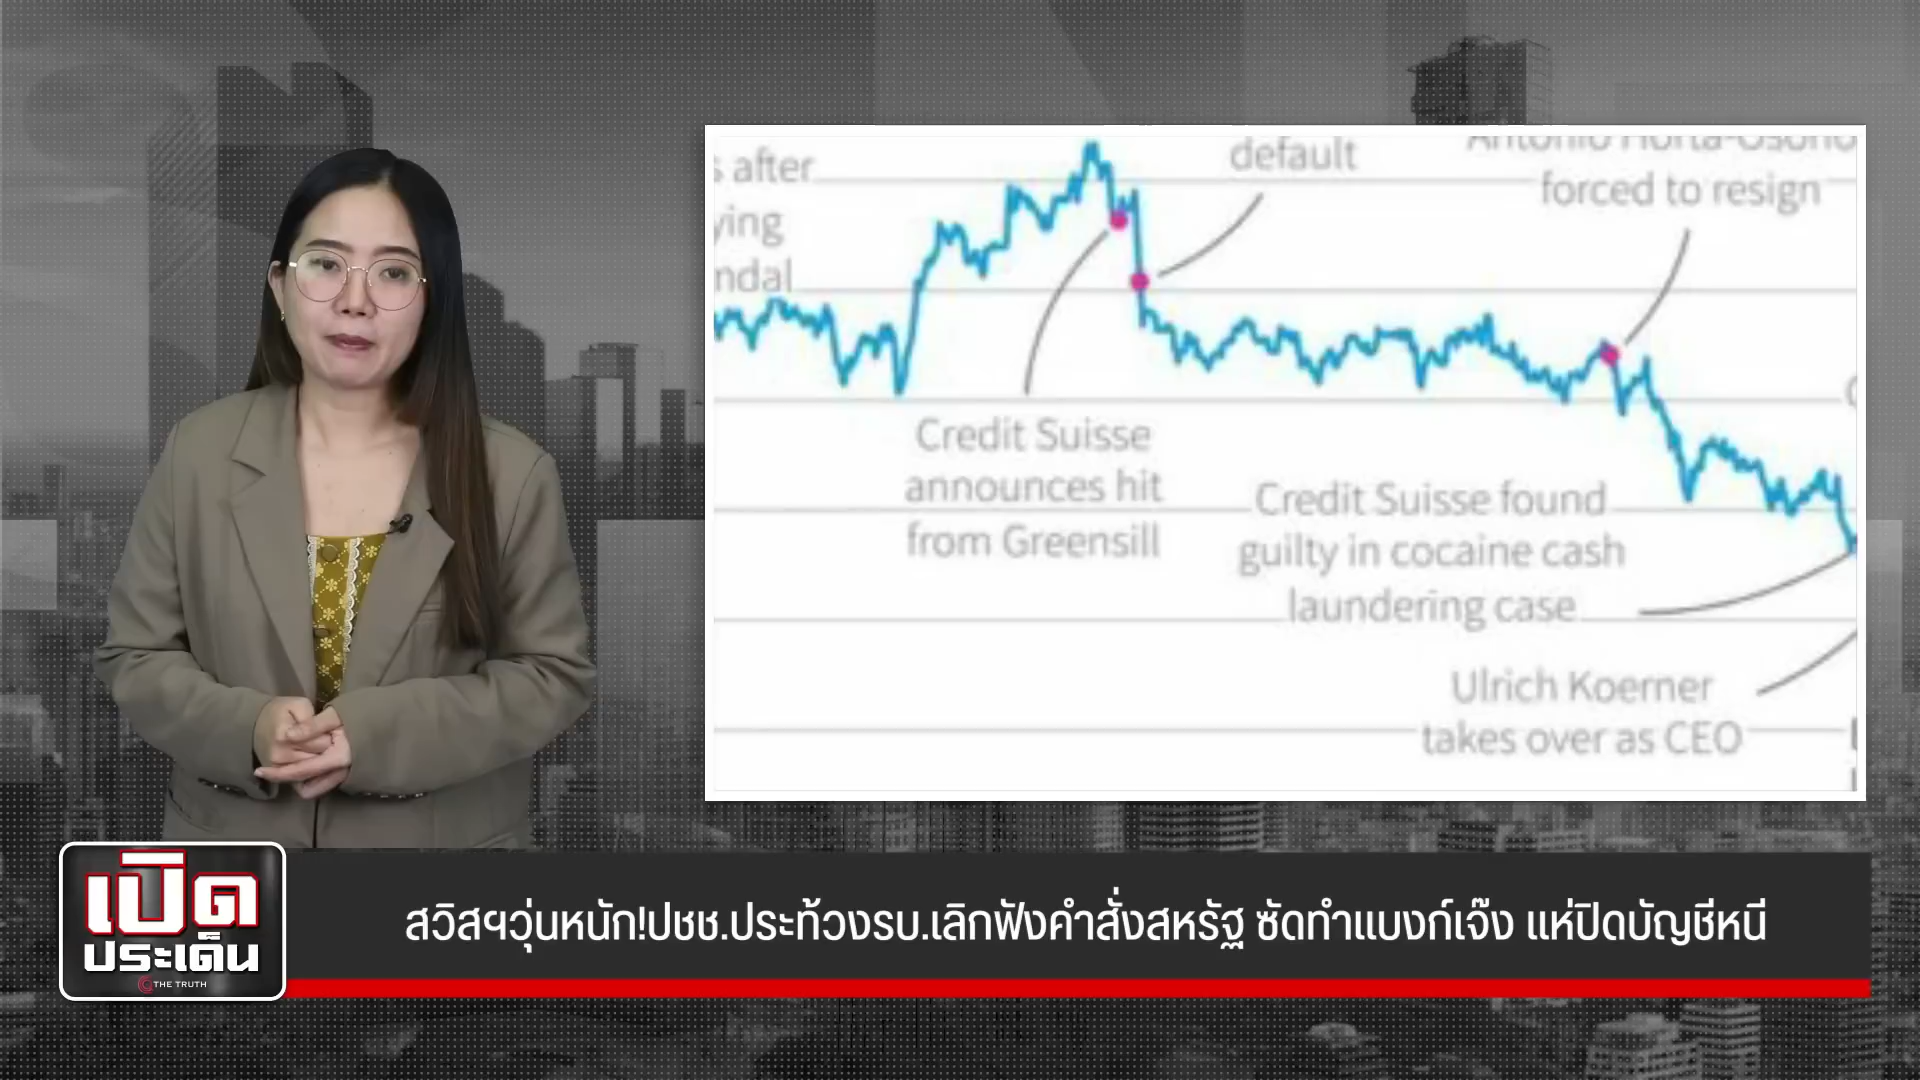 s after
ying
ndal
default
Antonio Horta-Osorio
forced to resign
Credit Suisse
announces hit
from Greensill
Credit Suisse found
guilty in cocaine cash
laundering case
Ulrich Koerner
takes over as CEO
เปิด
ประเด็น
THE TRUTH
สวิสฯวุ่นหนัก!ปชช.ประท้วงรบ.เลิกฟังคำสั่งสหรัฐ ซัดทำแบงก์เจ๊ง แห่ปิดบัญชีหนี